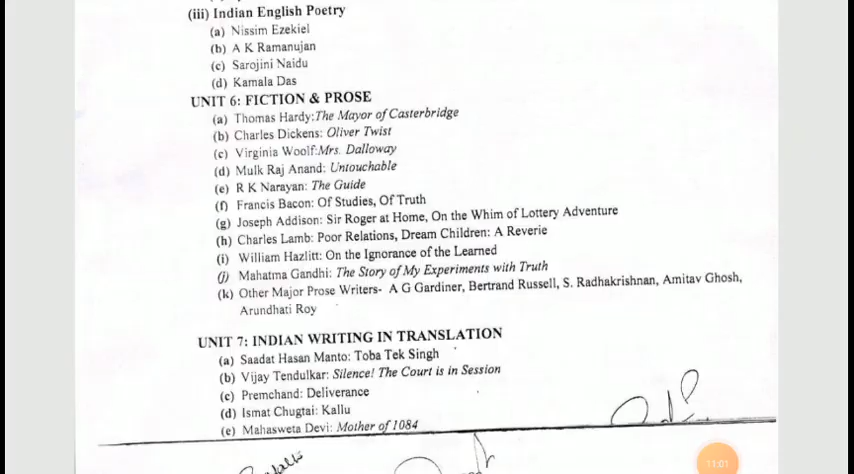 (iii) Indian English Poetry
(a) Nissim Ezekiel
(b) A K Ramanujan
(c) Sarojini Naidu
(d) Kamala Das
UNIT 6: FICTION & PROSE
(a) Thomas Hardy:The Mayor of Casterbridge
(b) Charles Dickens: Oliver Twist
(c) Virginia Woolf:Mrs. Dalloway
(d) Mulk Raj Anand: Untouchable
(e) R K Narayan: The Guide
(f) Francis Bacon: Of Studies, Of Truth
(g) Joseph Addison: Sir Roger at Home, On the Whim of Lottery Adventure
(h) Charles Lamb: Poor Relations, Dream Children: A Reverie
(i) William Hazlitt: On the Ignorance of the Learned
(j) Mahatma Gandhi: The Story of My Experiments with Truth
(k) Other Major Prose Writers- A G Gardiner, Bertrand Russell, S. Radhakrishnan, Amitav Ghosh,
Arundhati Roy
UNIT 7: INDIAN WRITING IN TRANSLATION
(a) Saadat Hasan Manto: Toba Tek Singh
(b) Vijay Tendulkar: Silence! The Court is in Session
(c) Premchand: Deliverance
(d) Ismat Chugtai: Kallu
(e) Mahasweta Devi: Mother of 1084
11:01